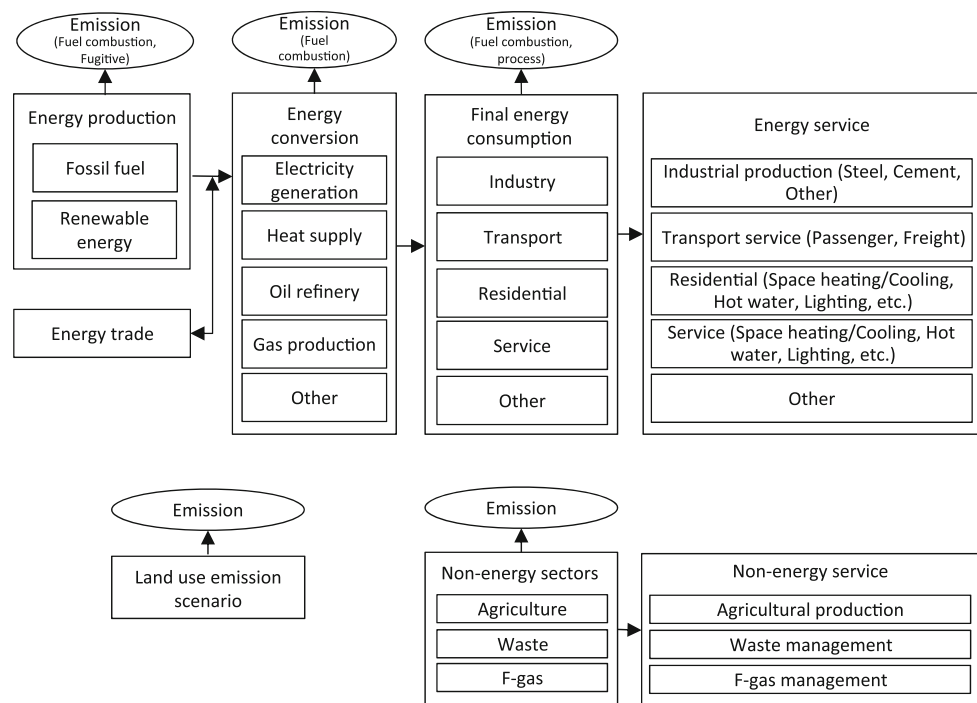 Emission
(Fuel combustion,
Fugitive)
Emission
(Fuel
combustion)
Emission
(Fuel combustion,
process)
Energy production
Fossil fuel
Renewable
energy
Energy trade
Energy
conversion
Electricity
generation
Heat supply
Oil refinery
Gas production
Other
Final energy
consumption
Industry
Transport
Residential
Service
Other
Energy service
Industrial production (Steel, Cement,
Other)
Transport service (Passenger, Freight)
Residential (Space heating/Cooling,
Hot water, Lighting, etc.)
Service (Space heating/Cooling, Hot
water, Lighting, etc.)
Other
Emission
Land use emission
scenario
Emission
Non-energy sectors
Agriculture
Waste
F-gas
Non-energy service
Agricultural production
Waste management
F-gas management